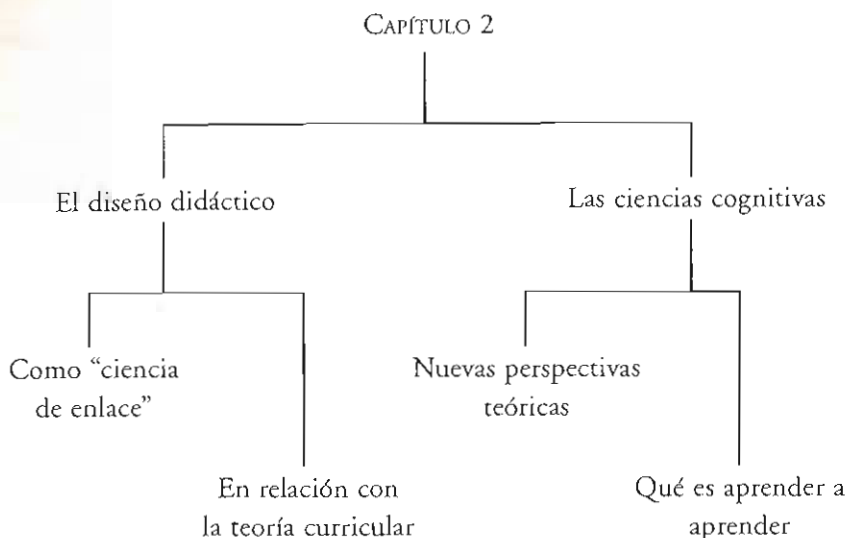 CAPÍTULO 2
El diseño didáctico
Las ciencias cognitivas
Como “ciencia
de enlace”
Nuevas perspectivas
teóricas
En relación con
la teoría curricular
Qué es aprender a
aprender